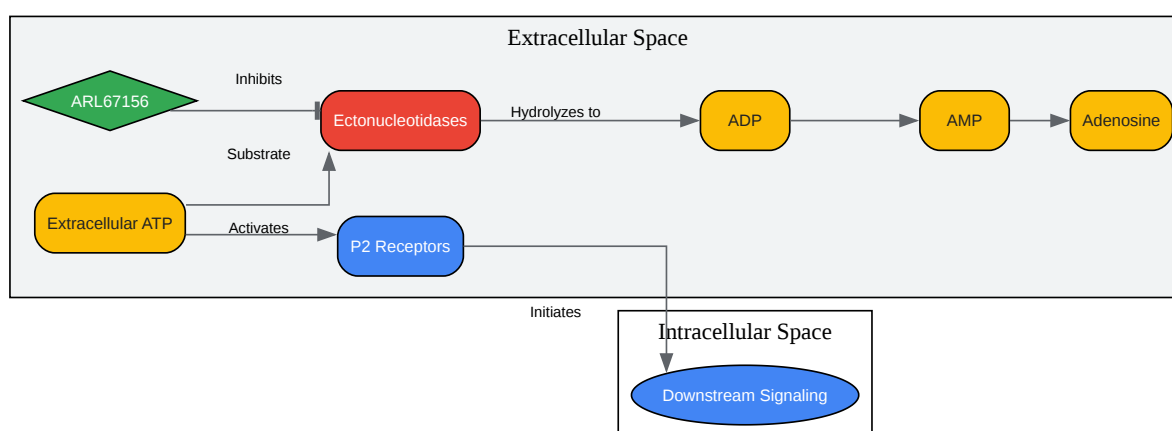 Extracellular Space
Inhibits
ARL67156
Ectonucleotidases
Hydrolyzes to
ADP
AMP
Adenosine
Substrate
Extracellular ATP
Activates
P2 Receptors
Initiates
Intracellular Space
Downstream Signaling